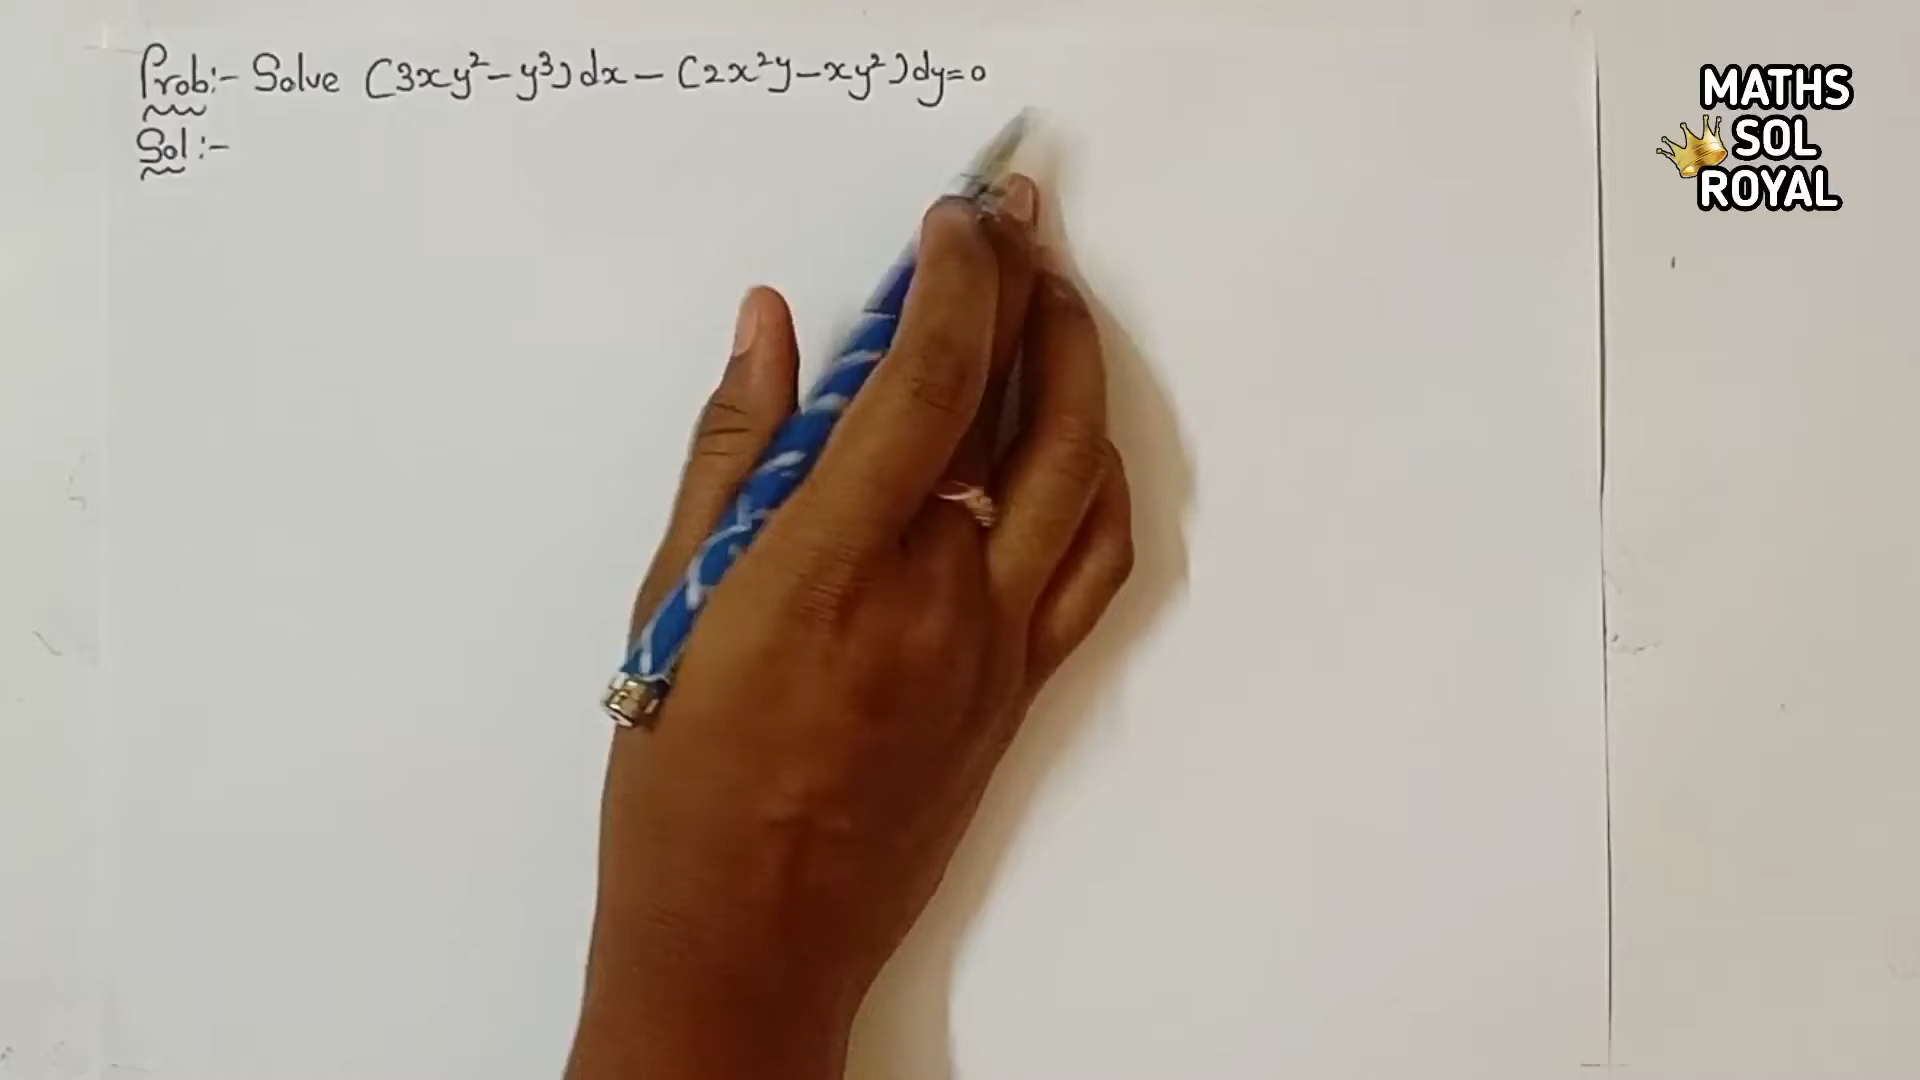 Prob:- Solve (3xy²-y³)dx-(2x²y-xy²)dy=0
Sol:-
MATHS
SOL
ROYAL